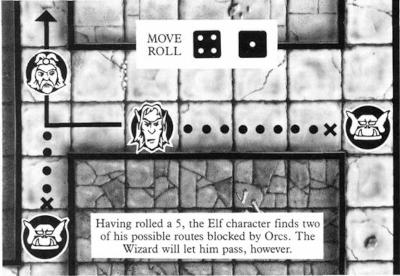 MOVE
ROLL
Having rolled a 5, the Elf character finds two
of his possible routes blocked by Orcs. The
Wizard will let him pass, however.